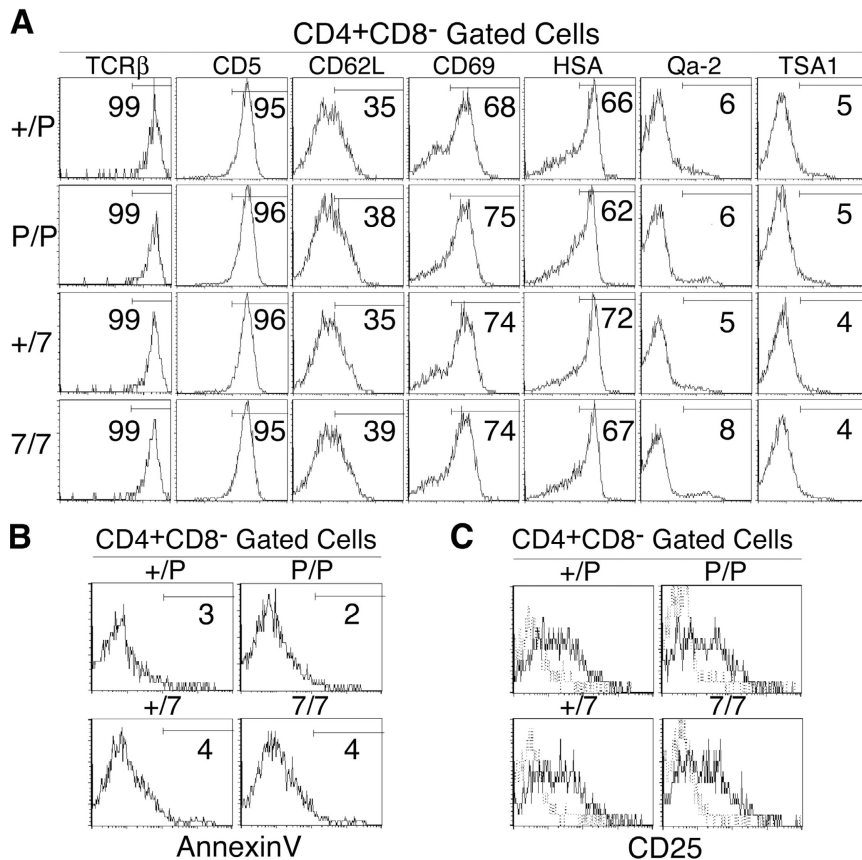 A
CD4+CD8- Gated Cells
TCRβ CD5 CD62L CD69 HSA Qa-2 TSA1
+/P 99 95 35 68 66 6 5
P/P 99 96 38 75 62 6 5
+/7 99 96 35 74 72 5 4
7/7 99 95 39 74 67 8 4
B
CD4+CD8- Gated Cells
+/P P/P
3 2
+/7 7/7
4 4
AnnexinV
C
CD4+CD8- Gated Cells
+/P P/P
+/7 7/7
CD25